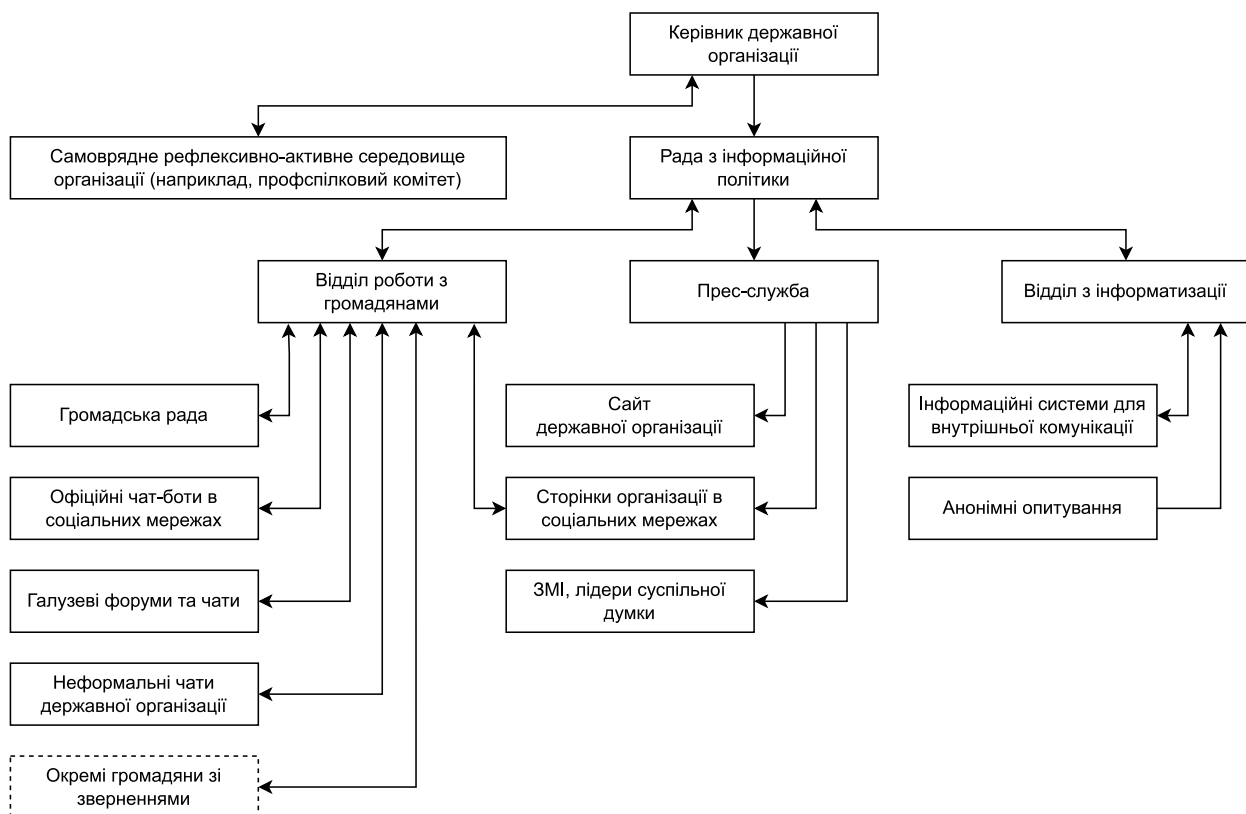 Керівник державної
організації
Самоврядне рефлексивно-активне середовище
організації (наприклад, профспілковий комітет)
Рада з інформаційної
політики
Відділ роботи з
громадянами
Прес-служба
Відділ з інформатизації
Громадська рада
Сайт
державної організації
Інформаційні системи для
внутрішньої комунікації
Офіційні чат-боти в
соціальних мережах
Сторінки організації в
соціальних мережах
Анонімні опитування
Галузеві форуми та чати
ЗМІ, лідери суспільної
думки
Неформальні чати
державної організації
Окремі громадяни зі
зверненнями